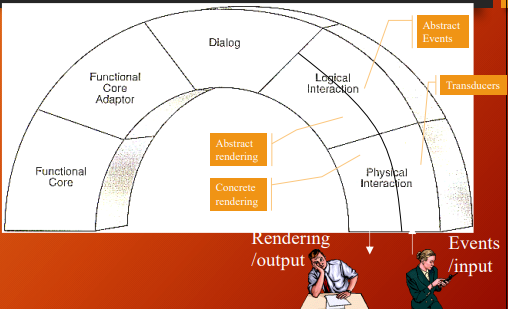 Abstract
Events
Dialog
Logical
Interaction
Functional
Core
Adaptor
Transducers
Abstract
rendering
Functional
Core
Concrete
rendering
Physical
Interaction
Rendering
/output
Events
/input